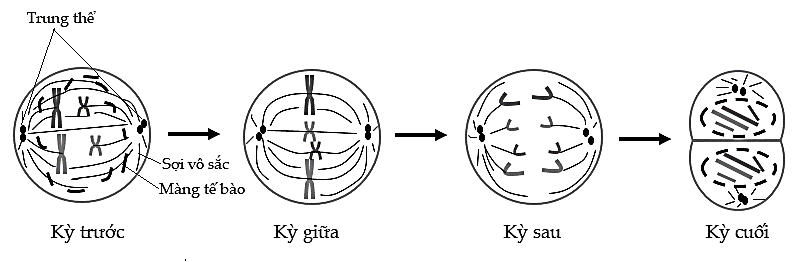 Trung thể
Sợi vô sắc
Màng tế bào
Kỳ trước
Kỳ giữa
Kỳ sau
Kỳ cuối